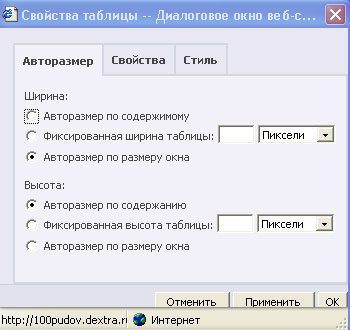 Свойства таблицы -- Диалоговое окно веб-с...
Авторазмер Свойства Стиль
Ширина:
Авторазмер по содержимому
Фиксированная ширина таблицы: Пиксели
Авторазмер по размеру окна
Высота:
Авторазмер по содержанию
Фиксированная высота таблицы: Пиксели
Авторазмер по размеру окна
Отменить Применить OK
http://100pudov.dextra.ri Интернет